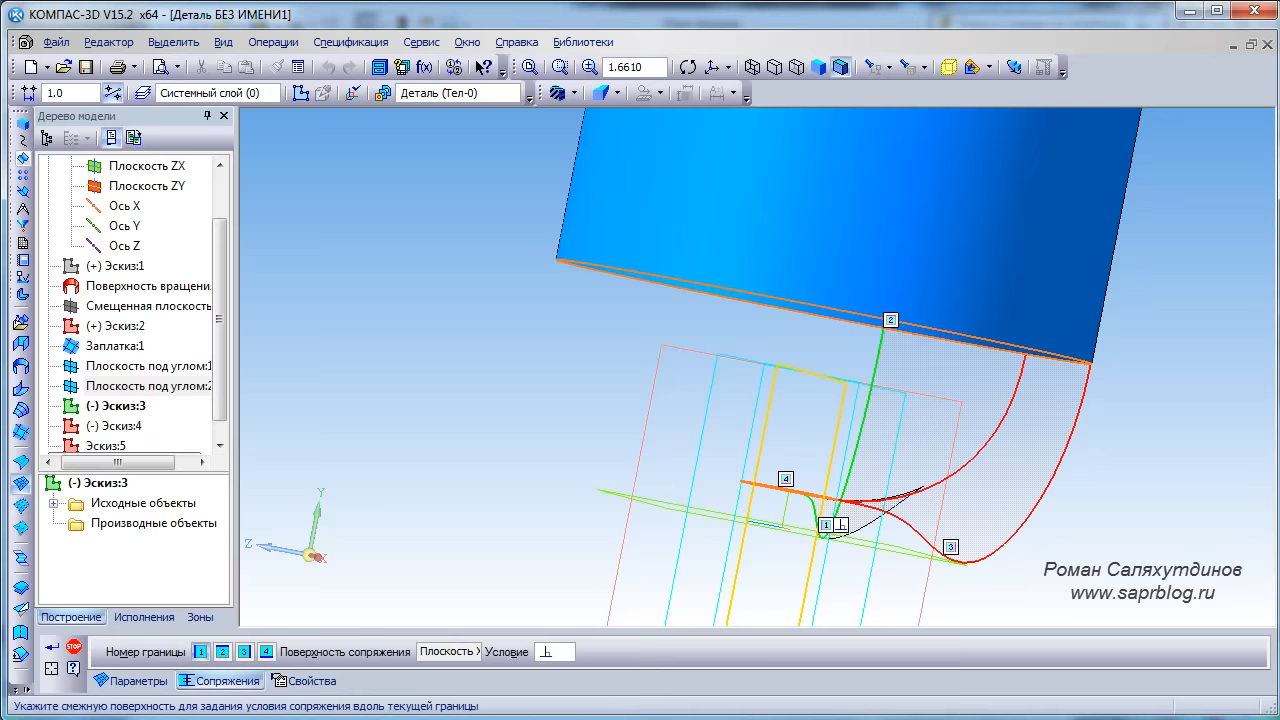 КОМПАС-3D V15.2 x64 - [Деталь БЕЗ ИМЕНИ1]
Файл Редактор Выделить Вид Операции Спецификация Сервис Окно Справка Библиотеки
1.6610
f(x)
1.0 Системный слой (0) Деталь (Тел-0)
Дерево модели
Плоскость ZX
Плоскость ZY
Ось X
Ось Y
Ось Z
(+) Эскиз:1
Поверхность вращени
(+) Эскиз:2
Смещенная плоскость
Заплатка:1
Плоскость под углом:1
Плоскость под углом:2
(-) Эскиз:3
(-) Эскиз:4
Эскиз:5
(-) Эскиз:3
Исходные объекты
Производные объекты
Построение Исполнения Зоны
2
4
1
3
Y
Z
X
Роман Саляхутдинов
www.saprblog.ru
STOP
Номер границы 1 2 3 4 Поверхность сопряжения Плоскость X Условие
Параметры Сопряжения Свойства
Укажите смежную поверхность для задания условия сопряжения вдоль текущей границы